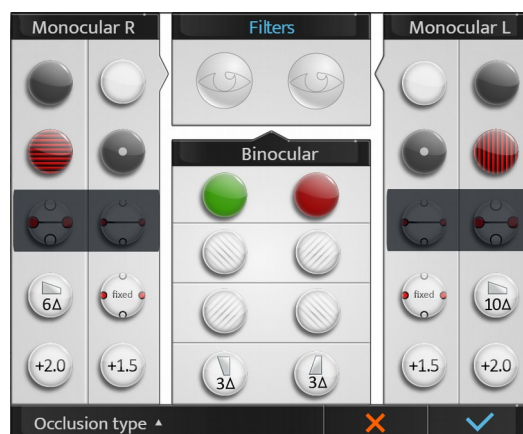 Monocular R Filters Monocular L
Binocular
6Δ fixed fixed 10Δ
+2.0 +1.5 3Δ 3Δ +1.5 +2.0
Occlusion type